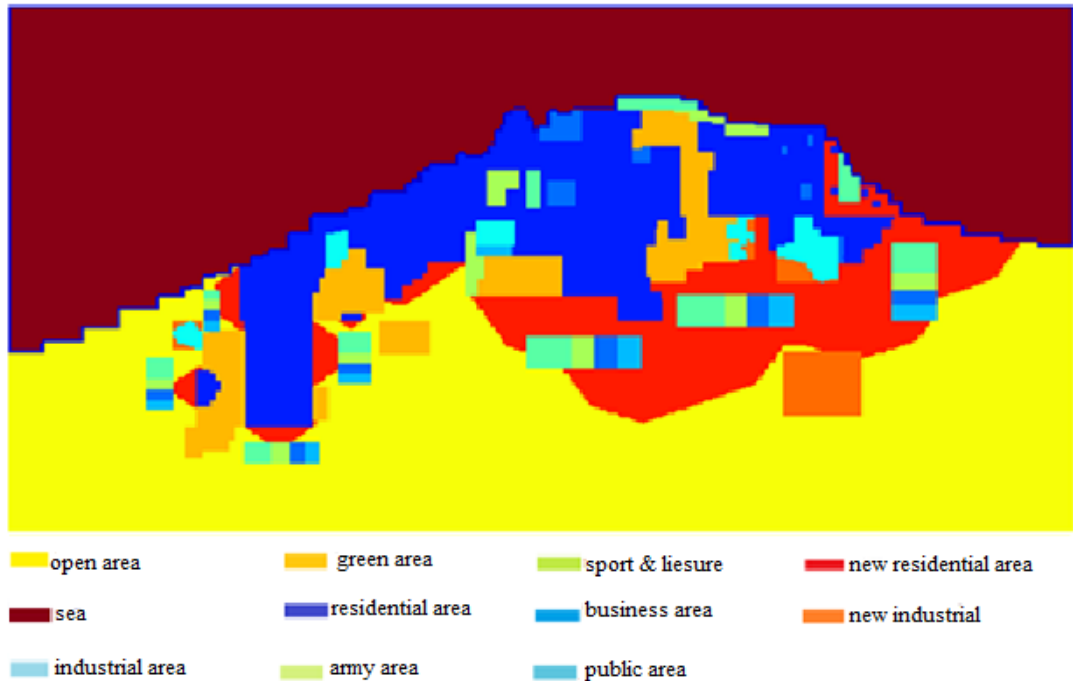 open area green area sport & liesure new residential area
sea residential area business area new industrial
industrial area army area public area